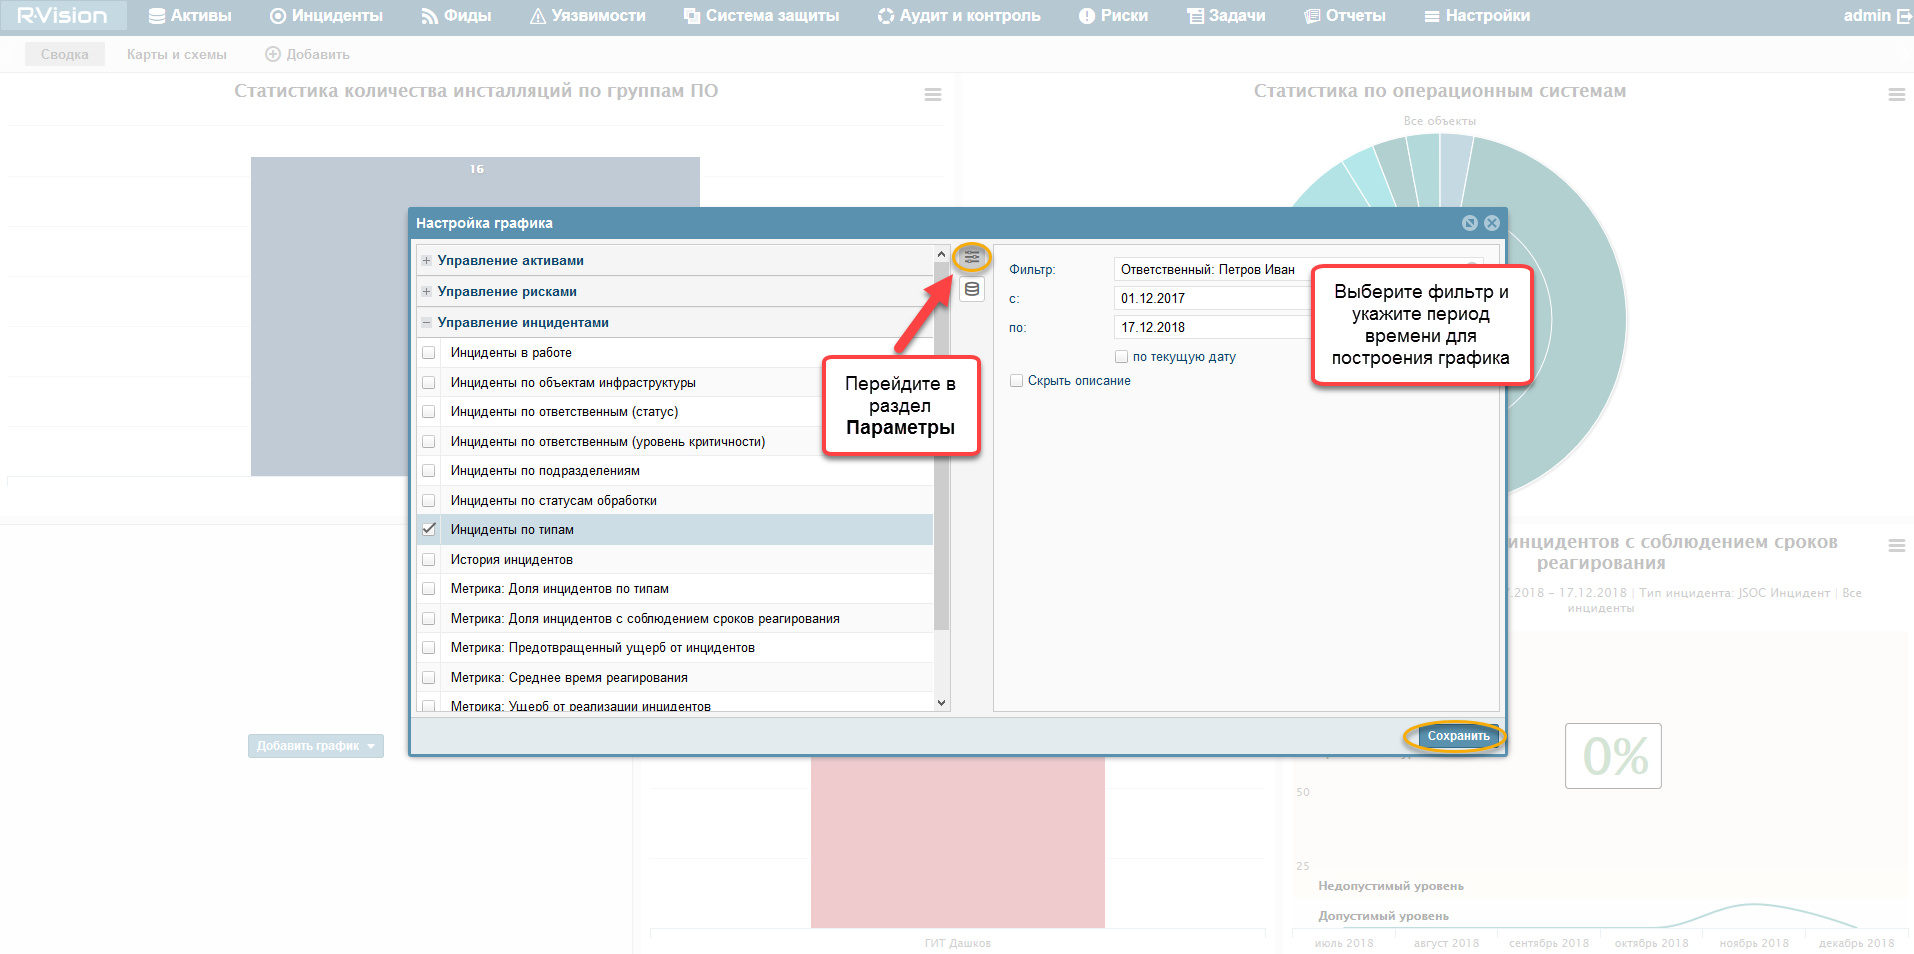 R-Vision
Активы
Инциденты
Фиды
Уязвимости
Система защиты
Аудит и контроль
Риски
Задачи
Отчеты
Настройки
admin
Сводка
Карты и схемы
Добавить
Статистика количества инсталляций по группам ПО
16
Статистика по операционным системам
Все объекты
Настройка графика
Управление активами
Управление рисками
Управление инцидентами
Инциденты в работе
Инциденты по объектам инфраструктуры
Инциденты по ответственным (статус)
Инциденты по ответственным (уровень критичности)
Инциденты по подразделениям
Инциденты по статусам обработки
Инциденты по типам
История инцидентов
Метрика: Доля инцидентов по типам
Метрика: Доля инцидентов с соблюдением сроков реагирования
Метрика: Предотвращенный ущерб от инцидентов
Метрика: Среднее время реагирования
Метрика: Ущерб от реализации инцидентов
Перейдите в
раздел
Параметры
Фильтр: Ответственный: Петров Иван
с: 01.12.2017
по: 17.12.2018
по текущую дату
Скрыть описание
Выберите фильтр и
укажите период
времени для
построения графика
Сохранить
Добавить график
ГИТ Дашков
инцидентов с соблюдением сроков
реагирования
.2018 – 17.12.2018 | Тип инцидента: JSOC Инцидент | Все
инциденты
0%
50
25
Недопустимый уровень
Допустимый уровень
июль 2018
август 2018
сентябрь 2018
октябрь 2018
ноябрь 2018
декабрь 2018